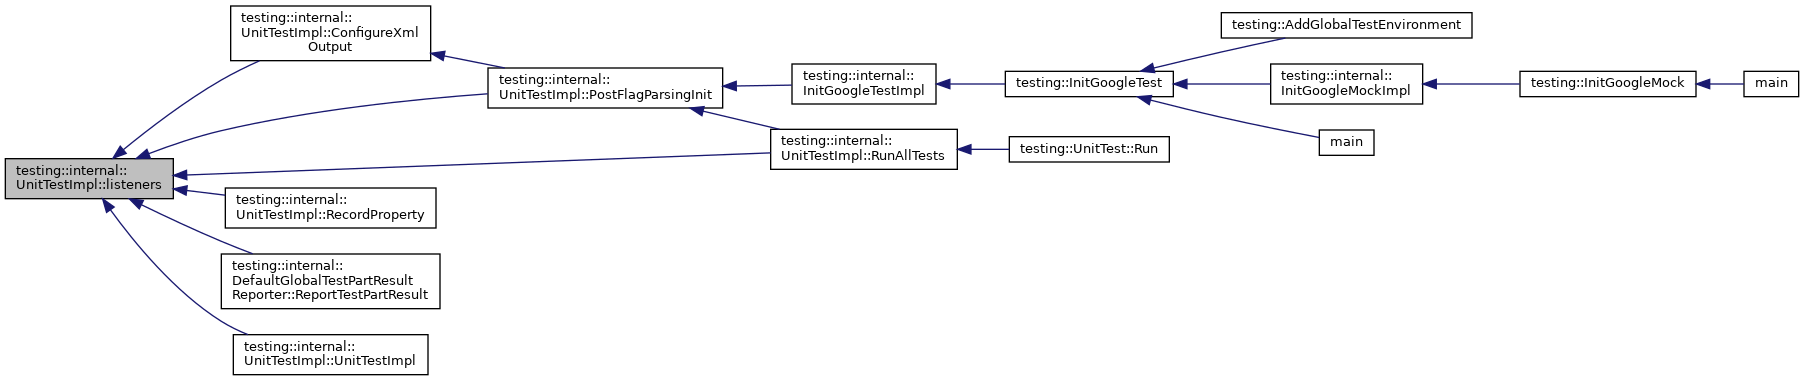 testing::internal::
UnitTestImpl::listeners
testing::internal::
UnitTestImpl::ConfigureXml
Output
testing::internal::
UnitTestImpl::PostFlagParsingInit
testing::internal::
UnitTestImpl::RunAllTests
testing::internal::
UnitTestImpl::RecordProperty
testing::internal::
DefaultGlobalTestPartResult
Reporter::ReportTestPartResult
testing::internal::
UnitTestImpl::UnitTestImpl
testing::internal::
InitGoogleTestImpl
testing::UnitTest::Run
testing::InitGoogleTest
testing::AddGlobalTestEnvironment
testing::internal::
InitGoogleMockImpl
main
testing::InitGoogleMock
main